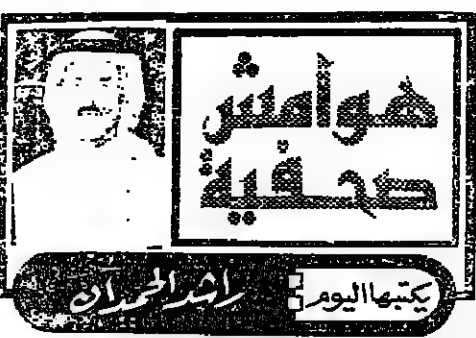 هوامش
صحفية
يكتبها اليوم
راشد الحمدان